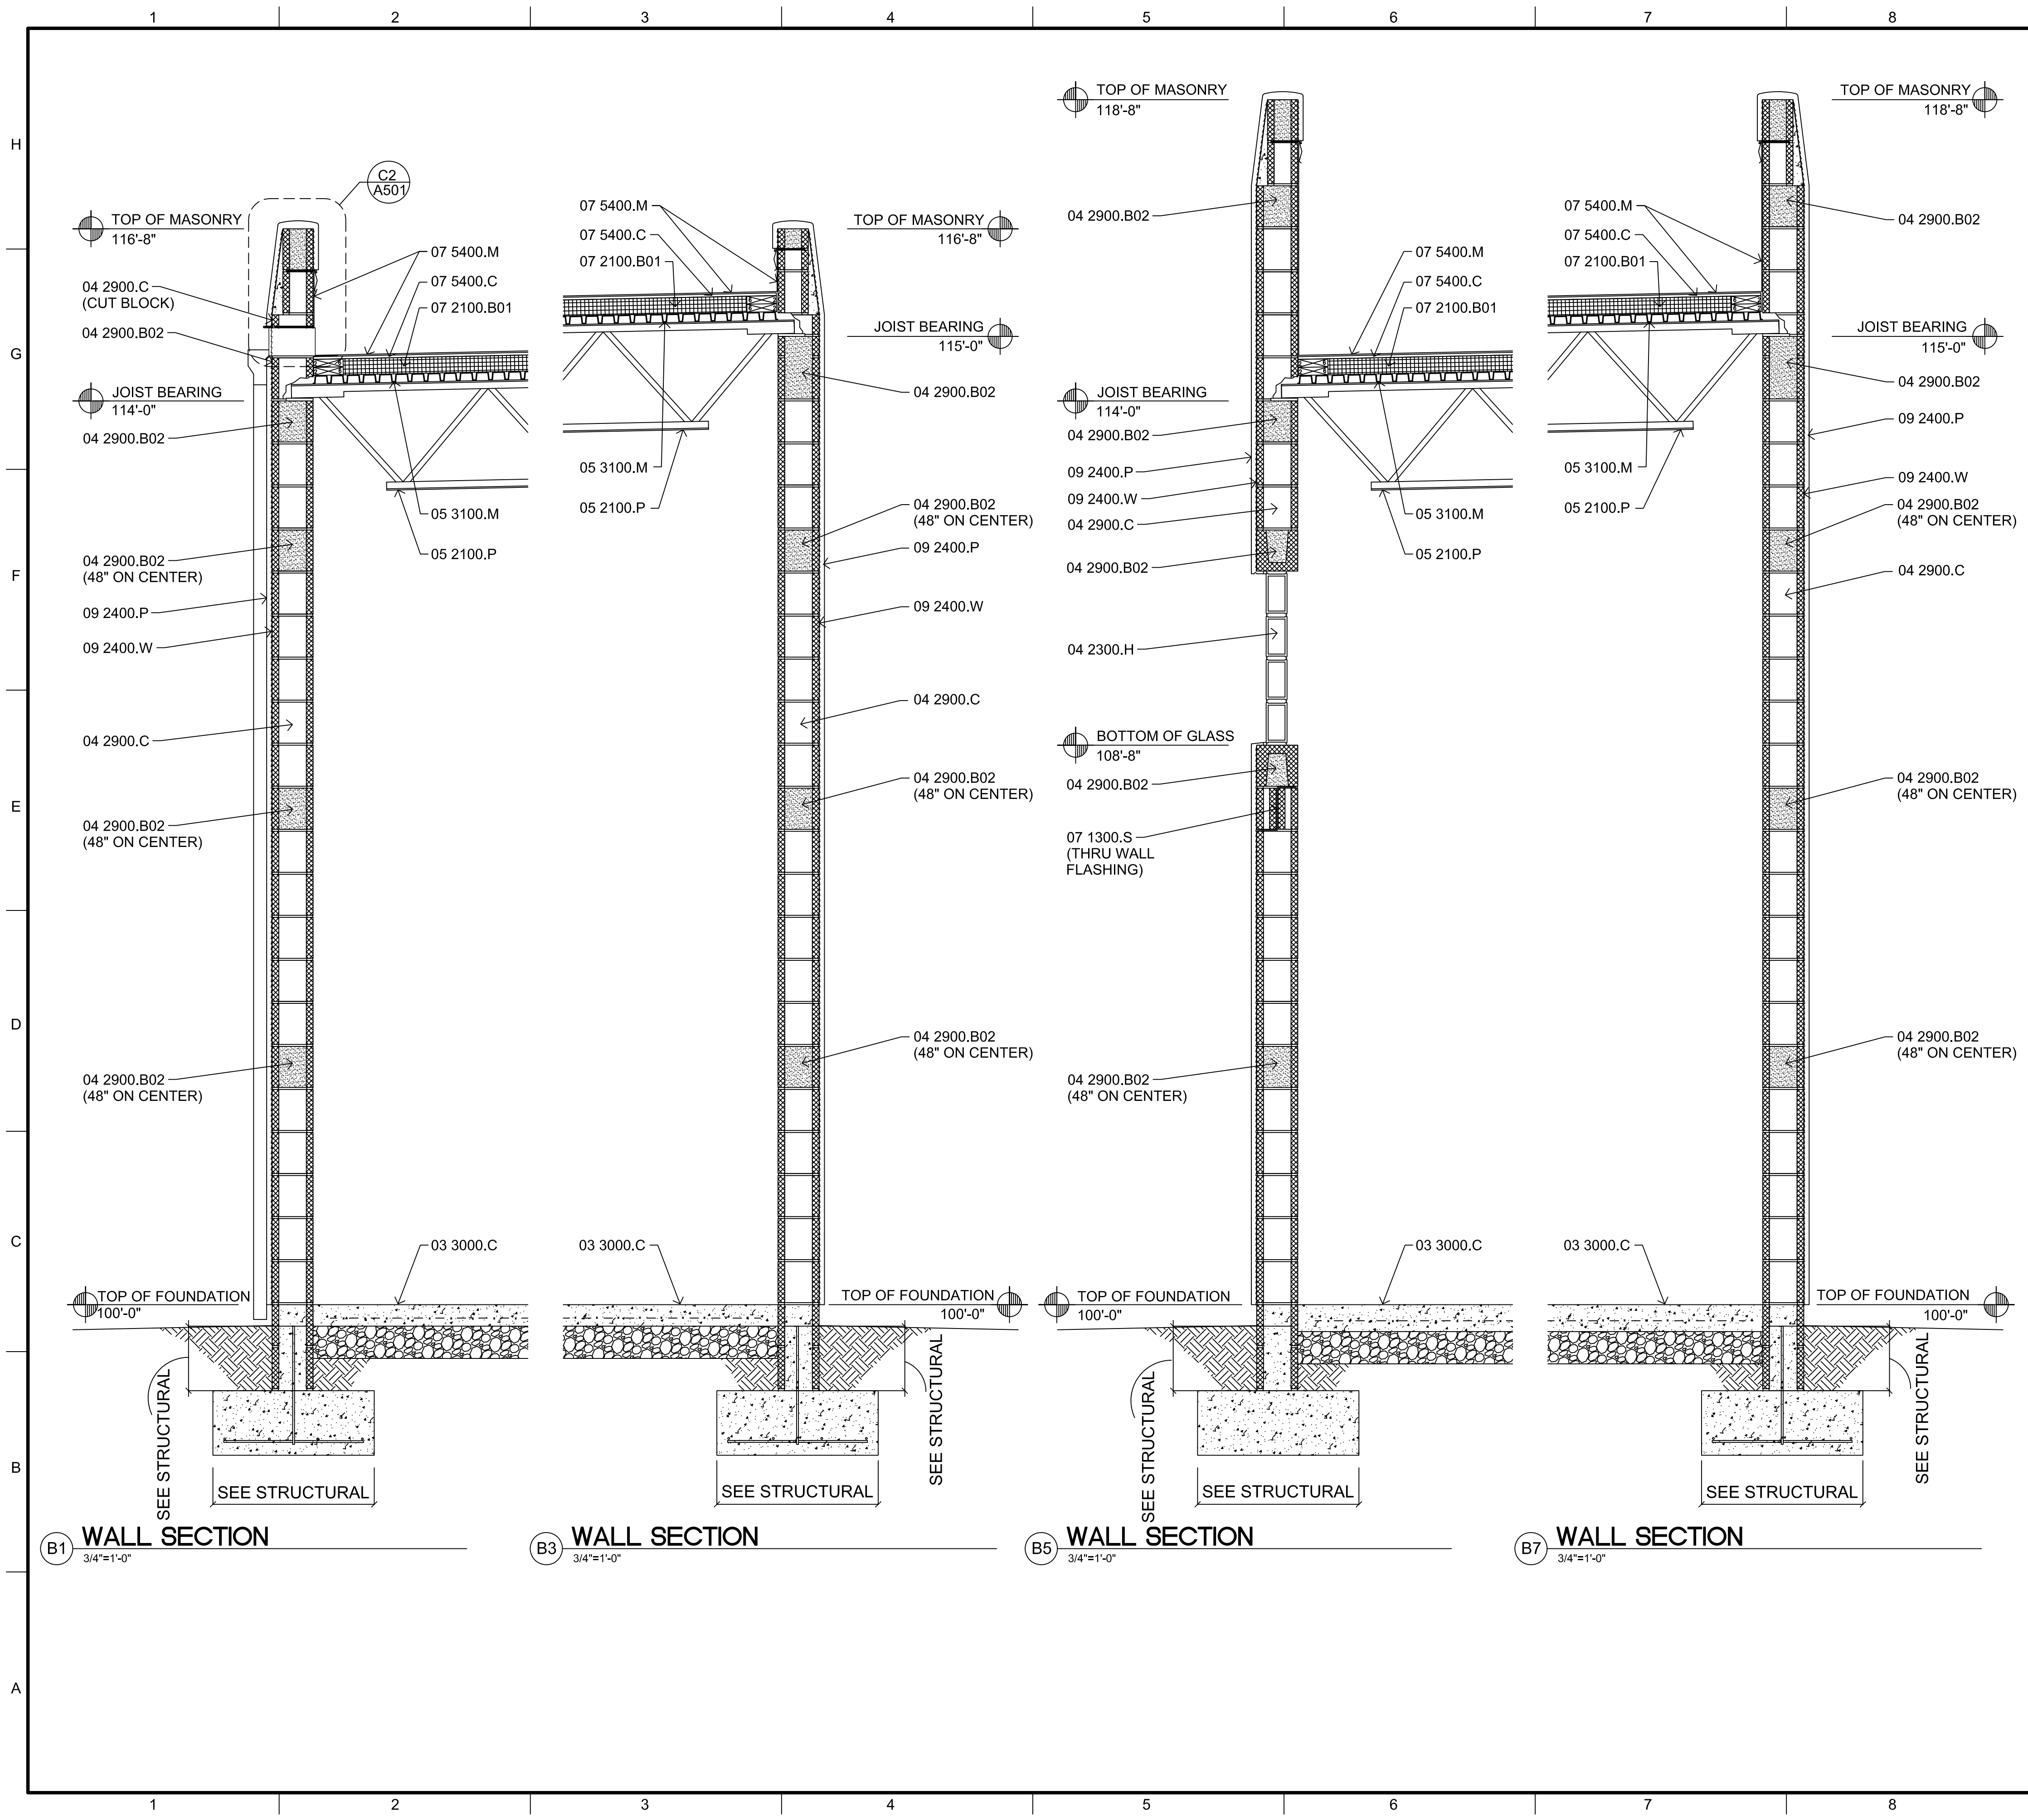 1 2 3 4 5 6 7 8
H
G
F
E
D
C
B
A
C2
A501
TOP OF MASONRY
116'-8"
04 2900.C
(CUT BLOCK)
04 2900.B02
JOIST BEARING
114'-0"
04 2900.B02
04 2900.B02
(48" ON CENTER)
09 2400.P
09 2400.W
04 2900.C
04 2900.B02
(48" ON CENTER)
04 2900.B02
(48" ON CENTER)
07 5400.M
07 5400.C
07 2100.B01
05 3100.M
05 2100.P
03 3000.C
TOP OF FOUNDATION
100'-0"
SEE STRUCTURAL
SEE STRUCTURAL
B1 WALL SECTION
3/4"=1'-0"
07 5400.M
07 5400.C
07 2100.B01
05 3100.M
05 2100.P
TOP OF MASONRY
116'-8"
JOIST BEARING
115'-0"
04 2900.B02
04 2900.B02
(48" ON CENTER)
09 2400.P
09 2400.W
04 2900.C
04 2900.B02
(48" ON CENTER)
04 2900.B02
(48" ON CENTER)
03 3000.C
TOP OF FOUNDATION
100'-0"
SEE STRUCTURAL
SEE STRUCTURAL
B3 WALL SECTION
3/4"=1'-0"
TOP OF MASONRY
118'-8"
04 2900.B02
JOIST BEARING
114'-0"
04 2900.B02
09 2400.P
09 2400.W
04 2900.C
04 2900.B02
04 2300.H
BOTTOM OF GLASS
108'-8"
04 2900.B02
07 1300.S
(THRU WALL
FLASHING)
04 2900.B02
(48" ON CENTER)
07 5400.M
07 5400.C
07 2100.B01
05 3100.M
05 2100.P
03 3000.C
TOP OF FOUNDATION
100'-0"
SEE STRUCTURAL
SEE STRUCTURAL
B5 WALL SECTION
3/4"=1'-0"
07 5400.M
07 5400.C
07 2100.B01
05 3100.M
05 2100.P
TOP OF MASONRY
118'-8"
04 2900.B02
JOIST BEARING
115'-0"
04 2900.B02
09 2400.P
09 2400.W
04 2900.B02
(48" ON CENTER)
04 2900.C
04 2900.B02
(48" ON CENTER)
04 2900.B02
(48" ON CENTER)
03 3000.C
TOP OF FOUNDATION
100'-0"
SEE STRUCTURAL
SEE STRUCTURAL
B7 WALL SECTION
3/4"=1'-0"
1 2 3 4 5 6 7 8